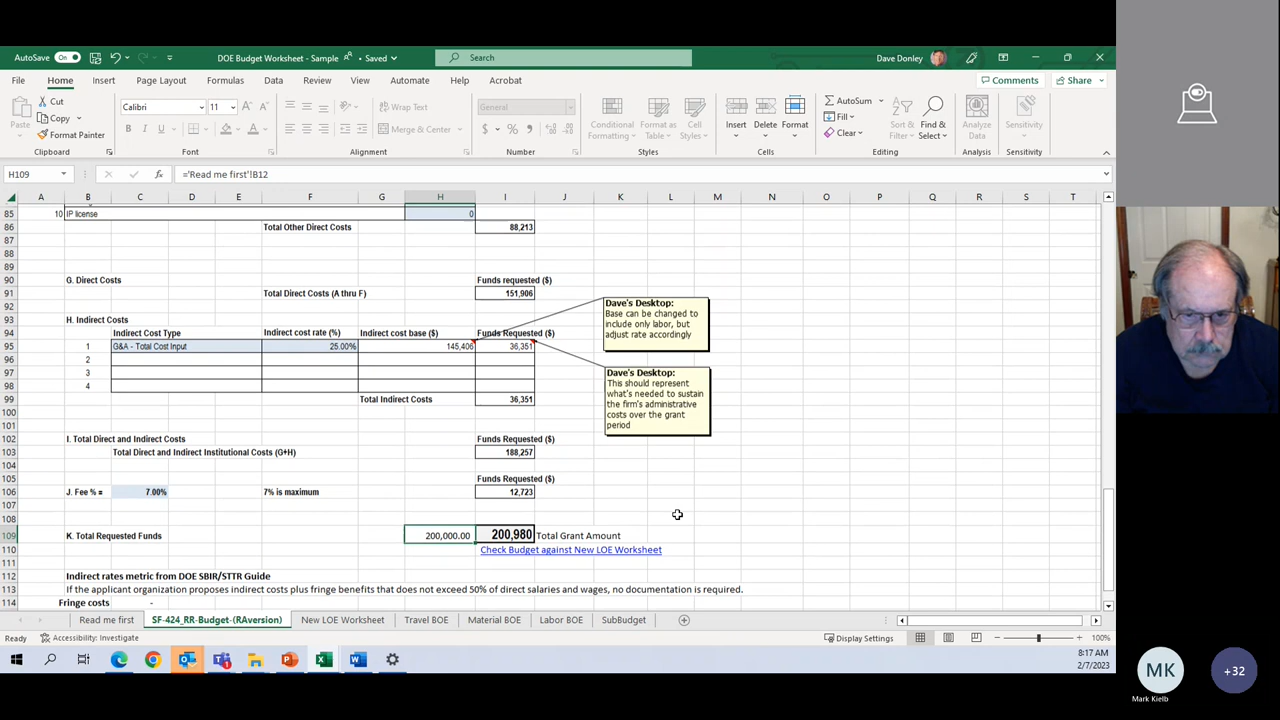 AutoSave On DOE Budget Worksheet - Sample • Saved Search Dave Donley
File Home Insert Page Layout Formulas Data Review View Automate Help Acrobat Comments Share
Paste Cut Copy Format Painter Clipboard
Calibri 11 A A B I U A Font
Wrap Text Merge & Center Alignment
General $ % 9 Number
Conditional Formatting Format as Table Cell Styles Styles
Insert Delete Format Cells
AutoSum Fill Clear Sort & Filter Find & Select Editing
Analyze Data Analysis Sensitivity Sensitivity
H109 fx ='Read me first'!B12
A B C D E F G H I J K L M N O P Q R S T
85 10 IP license 0
86 Total Other Direct Costs 88,213
87
88
89
90 G. Direct Costs Funds requested ($)
91 Total Direct Costs (A thru F) 151,906
92
93 H. Indirect Costs
94 Indirect Cost Type Indirect cost rate (%) Indirect cost base ($) Funds Requested ($)
95 1 G&A - Total Cost Input 25.00% 145,406 36,351
96 2
97 3
98 4
99 Total Indirect Costs 36,351
100
101
102 I. Total Direct and Indirect Costs Funds Requested ($)
103 Total Direct and Indirect Institutional Costs (G+H) 188,257
104
105 Funds Requested ($)
106 J. Fee % = 7.00% 7% is maximum 12,723
107
108
109 K. Total Requested Funds 200,000.00 200,980 Total Grant Amount
110 Check Budget against New LOE Worksheet
111
112 Indirect rates metric from DOE SBIR/STTR Guide
113 If the applicant organization proposes indirect costs plus fringe benefits that does not exceed 50% of direct salaries and wages, no documentation is required.
114 Fringe costs -
Dave's Desktop:
Base can be changed to
include only labor, but
adjust rate accordingly
Dave's Desktop:
This should represent
what's needed to sustain
the firm's administrative
costs over the grant
period
Read me first SF-424_RR Budget (RAversion) New LOE Worksheet Travel BOE Material BOE Labor BOE SubBudget
Ready Accessibility: Investigate Display Settings 100%
8:17 AM
2/7/2023
MK
Mark Kielb
+32